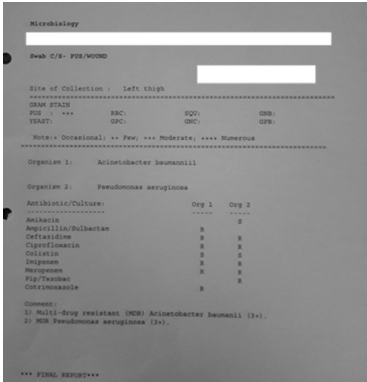 Microbiology
Swab C/S- PUS/WOUND
Site of Collection : Left thigh
GRAM STAIN
PUS : +++ RBC: SQU: GNB:
YEAST: GPC: GNC: GPB:
Note:+ Occasional; ++ Few; +++ Moderate; ++++ Numerous
Organism 1: Acinetobacter baumanniii
Organism 2: Pseudomonas aeruginosa
Antibiotic/Culture: Org 1 Org 2
Amikacin S
Ampicillin/Sulbactam R
Ceftazidime R R
Ciprofloxacin R R
Colistin S S
Imipenem R R
Meropenem R R
Pip/Tazobac R
Cotrimoxazole R
Comment:
1) Multi-drug resistant (MDR) Acinetobacter baumanii (3+).
2) MDR Pseudomonas aeruginosa (3+).
*** FINAL REPORT***